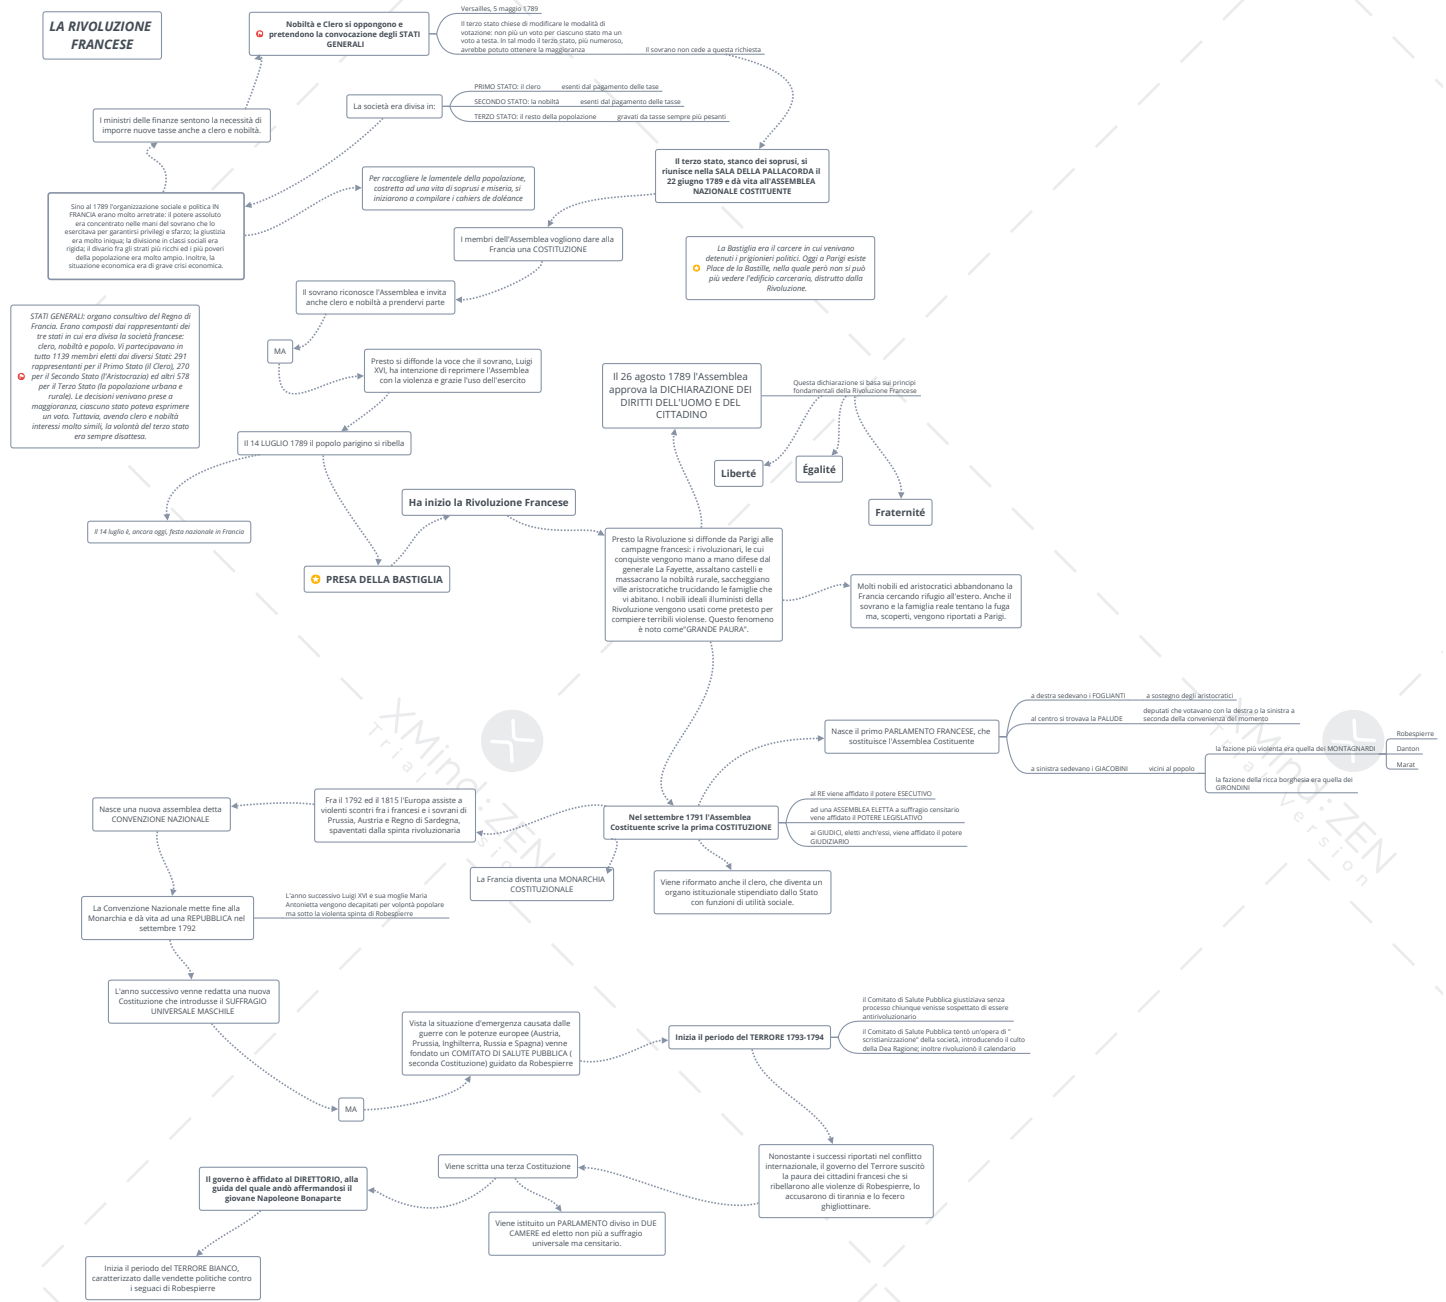 LA RIVOLUZIONE
FRANCESE
Nobiltà e Clero si oppongono e
pretendono la convocazione degli STATI
GENERALI
Versailles, 5 maggio 1789
Il terzo stato chiese di modificare le modalità di
votazione: non più un voto per ciascuno stato ma un
voto a testa. In tal modo il terzo stato, più numeroso,
avrebbe potuto ottenere la maggioranza
Il sovrano non cede a questa richiesta
I ministri delle finanze sentono la necessità di
imporre nuove tasse anche a clero e nobiltà.
La società era divisa in:
PRIMO STATO: il clero
esenti dal pagamento delle tase
SECONDO STATO: la nobiltà
esenti dal pagamento delle tasse
TERZO STATO: il resto della popolazione
gravati da tasse sempre più pesanti
Il terzo stato, stanco dei soprusi, si
riunisce nella SALA DELLA PALLACORDA il
22 giugno 1789 e dà vita all'ASSEMBLEA
NAZIONALE COSTITUENTE
Per raccogliere le lamentele della popolazione,
costretta ad una vita di soprusi e miseria, si
iniziarono a compilare i cahiers de doléance
Sino al 1789 l'organizzazione sociale e politica IN
FRANCIA erano molto arretrate: il potere assoluto
era concentrato nelle mani del sovrano che lo
esercitava per garantirsi privilegi e sfarzo; la giustizia
era molto iniqua; la divisione in classi sociali era
rigida; il divario fra gli strati più ricchi ed i più poveri
della popolazione era molto ampio. Inoltre, la
situazione economica era di grave crisi economica.
I membri dell'Assemblea vogliono dare alla
Francia una COSTITUZIONE
La Bastiglia era il carcere in cui venivano
detenuti i prigionieri politici. Oggi a Parigi esiste
Place de la Bastille, nella quale però non si può
più vedere l'edificio carcerario, distrutto dalla
Rivoluzione.
Il sovrano riconosce l'Assemblea e invita
anche clero e nobiltà a prendervi parte
STATI GENERALI: organo consultivo del Regno di
Francia. Erano composti dai rappresentanti dei
tre stati in cui era divisa la società francese:
clero, nobiltà e popolo. Vi partecipavano in
tutto 1139 membri eletti dai diversi Stati: 291
rappresentanti per il Primo Stato (il Clero), 270
per il Secondo Stato (l'Aristocrazia) ed altri 578
per il Terzo Stato (la popolazione urbana e
rurale). Le decisioni venivano prese a
maggioranza, ciascuno stato poteva esprimere
un voto. Tuttavia, avendo clero e nobiltà
interessi molto simili, la volontà del terzo stato
era sempre disattesa.
MA
Presto si diffonde la voce che il sovrano, Luigi
XVI, ha intenzione di reprimere l'Assemblea
con la violenza e grazie l'uso dell'esercito
Il 26 agosto 1789 l'Assemblea
approva la DICHIARAZIONE DEI
DIRITTI DELL'UOMO E DEL
CITTADINO
Questa dichiarazione si basa sui principi
fondamentali della Rivoluzione Francese
Il 14 LUGLIO 1789 il popolo parigino si ribella
Liberté
Égalité
Fraternité
Ha inizio la Rivoluzione Francese
Il 14 luglio è, ancora oggi, festa nazionale in Francia
PRESA DELLA BASTIGLIA
Presto la Rivoluzione si diffonde da Parigi alle
campagne francesi: i rivoluzionari, le cui
conquiste vengono mano a mano difese dal
generale La Fayette, assaltano castelli e
massacrano la nobiltà rurale, saccheggiano
ville aristocratiche trucidando le famiglie che
vi abitano. I nobili ideali illuministi della
Rivoluzione vengono usati come pretesto per
compiere terribili violense. Questo fenomeno
è noto come"GRANDE PAURA".
Molti nobili ed aristocratici abbandonano la
Francia cercando rifugio all'estero. Anche il
sovrano e la famiglia reale tentano la fuga
ma, scoperti, vengono riportati a Parigi.
Nasce il primo PARLAMENTO FRANCESE, che
sostituisce l'Assemblea Costituente
a destra sedevano i FOGLIANTI
a sostegno degli aristocratici
al centro si trovava la PALUDE
deputati che votavano con la destra o la sinistra a
seconda della convenienza del momento
a sinistra sedevano i GIACOBINI
vicini al popolo
la fazione più violenta era quella dei MONTAGNARDI
Robespierre
Danton
Marat
la fazione della ricca borghesia era quella dei
GIRONDINI
XMind:ZEN
Trial Version
XMind:ZEN
Trial Version
Nasce una nuova assemblea detta
CONVENZIONE NAZIONALE
Fra il 1792 ed il 1815 l'Europa assiste a
violenti scontri fra i francesi e i sovrani di
Prussia, Austria e Regno di Sardegna,
spaventati dalla spinta rivoluzionaria
Nel settembre 1791 l'Assemblea
Costituente scrive la prima COSTITUZIONE
al RE viene affidato il potere ESECUTIVO
ad una ASSEMBLEA ELETTA a suffragio censitario
vene affidato il POTERE LEGISLATIVO
ai GIUDICI, eletti anch'essi, viene affidato il potere
GIUDIZIARIO
La Francia diventa una MONARCHIA
COSTITUZIONALE
Viene riformato anche il clero, che diventa un
organo istituzionale stipendiato dallo Stato
con funzioni di utilità sociale.
La Convenzione Nazionale mette fine alla
Monarchia e dà vita ad una REPUBBLICA nel
settembre 1792
L'anno successivo Luigi XVI e sua moglie Maria
Antonietta vengono decapitati per volontà popolare
ma sotto la violenta spinta di Robespierre
L'anno successivo venne redatta una nuova
Costituzione che introdusse il SUFFRAGIO
UNIVERSALE MASCHILE
Vista la situazione d'emergenza causata dalle
guerre con le potenze europee (Austria,
Prussia, Inghilterra, Russia e Spagna) venne
fondato un COMITATO DI SALUTE PUBBLICA (
seconda Costituzione) guidato da Robespierre
Inizia il periodo del TERRORE 1793-1794
il Comitato di Salute Pubblica giustiziava senza
processo chiunque venisse sospettato di essere
antirivoluzionario
il Comitato di Salute Pubblica tentò un'opera di "
scristianizzazione" della società, introducendo il culto
della Dea Ragione; inoltre rivoluzionò il calendario
MA
Nonostante i successi riportati nel conflitto
internazionale, il governo del Terrore suscitò
la paura dei cittadini francesi che si
ribellarono alle violenze di Robespierre, lo
accusarono di tirannia e lo fecero
ghigliottinare.
Viene scritta una terza Costituzione
Il governo è affidato al DIRETTORIO, alla
guida del quale andò affermandosi il
giovane Napoleone Bonaparte
Viene istituito un PARLAMENTO diviso in DUE
CAMERE ed eletto non più a suffragio
universale ma censitario.
Inizia il periodo del TERRORE BIANCO,
caratterizzato dalle vendette politiche contro
i seguaci di Robespierre